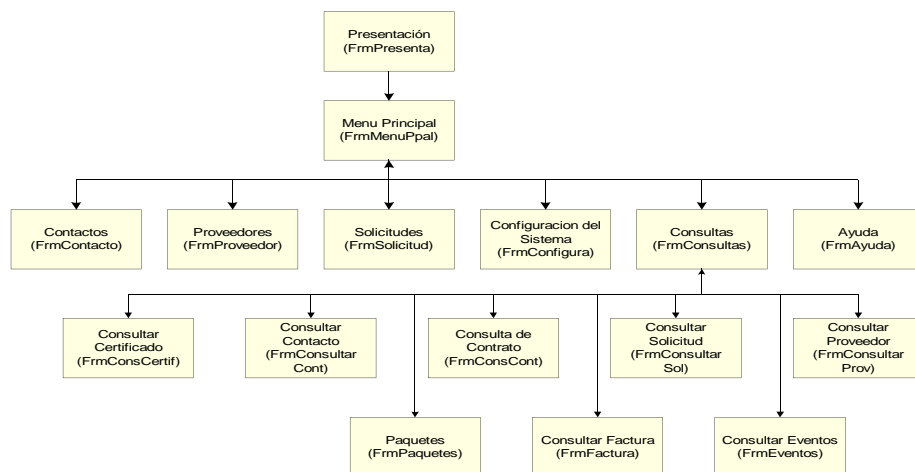 Presentación
(FrmPresenta)
Menu Principal
(FrmMenuPpal)
Contactos
(FrmContacto)
Proveedores
(FrmProveedor)
Solicitudes
(FrmSolicitud)
Configuracion del
Sistema
(FrmConfigura)
Consultas
(FrmConsultas)
Ayuda
(FrmAyuda)
Consultar
Certificado
(FrmConsCertif)
Consultar
Contacto
(FrmConsultar
Cont)
Consulta de
Contrato
(FrmConsCont)
Consultar
Solicitud
(FrmConsultar
Sol)
Consultar
Proveedor
(FrmConsultar
Prov)
Paquetes
(FrmPaquetes)
Consultar Factura
(FrmFactura)
Consultar Eventos
(FrmEventos)